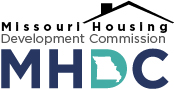 Missouri Housing
Development Commission
MHDC